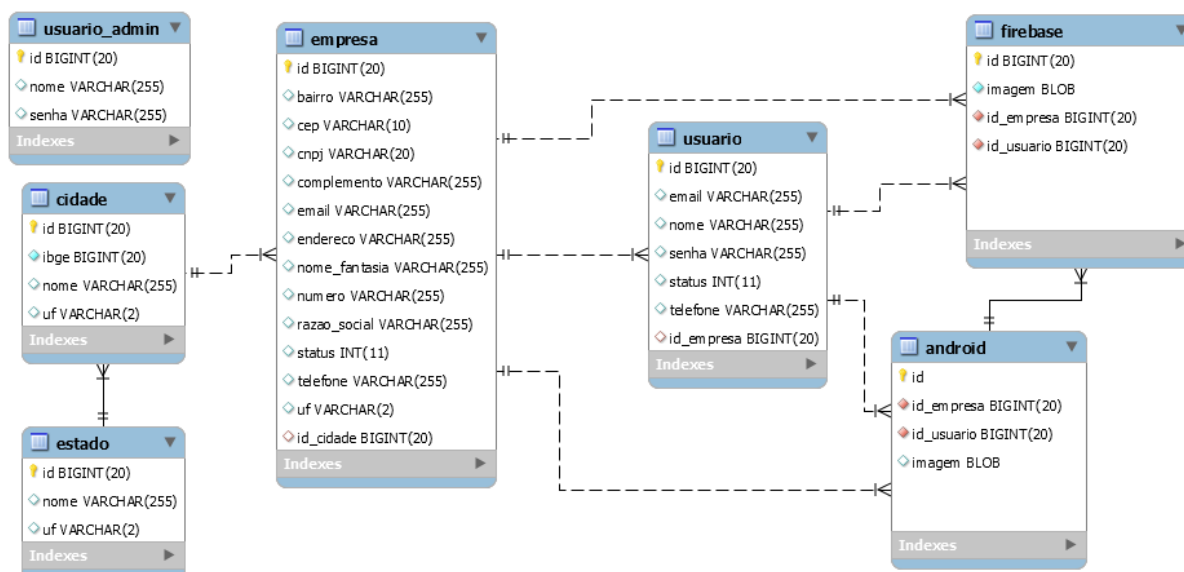 usuario_admin
id BIGINT(20)
nome VARCHAR(255)
senha VARCHAR(255)
Indexes
cidade
id BIGINT(20)
ibge BIGINT(20)
nome VARCHAR(255)
uf VARCHAR(2)
Indexes
estado
id BIGINT(20)
nome VARCHAR(255)
uf VARCHAR(2)
Indexes
empresa
id BIGINT(20)
bairro VARCHAR(255)
cep VARCHAR(10)
cnpj VARCHAR(20)
complemento VARCHAR(255)
email VARCHAR(255)
endereco VARCHAR(255)
nome_fantasia VARCHAR(255)
numero VARCHAR(255)
razao_social VARCHAR(255)
status INT(11)
telefone VARCHAR(255)
uf VARCHAR(2)
id_cidade BIGINT(20)
Indexes
usuario
id BIGINT(20)
email VARCHAR(255)
nome VARCHAR(255)
senha VARCHAR(255)
status INT(11)
telefone VARCHAR(255)
id_empresa BIGINT(20)
Indexes
firebase
id BIGINT(20)
imagem BLOB
id_empresa BIGINT(20)
id_usuario BIGINT(20)
Indexes
android
id
id_empresa BIGINT(20)
id_usuario BIGINT(20)
imagem BLOB
Indexes